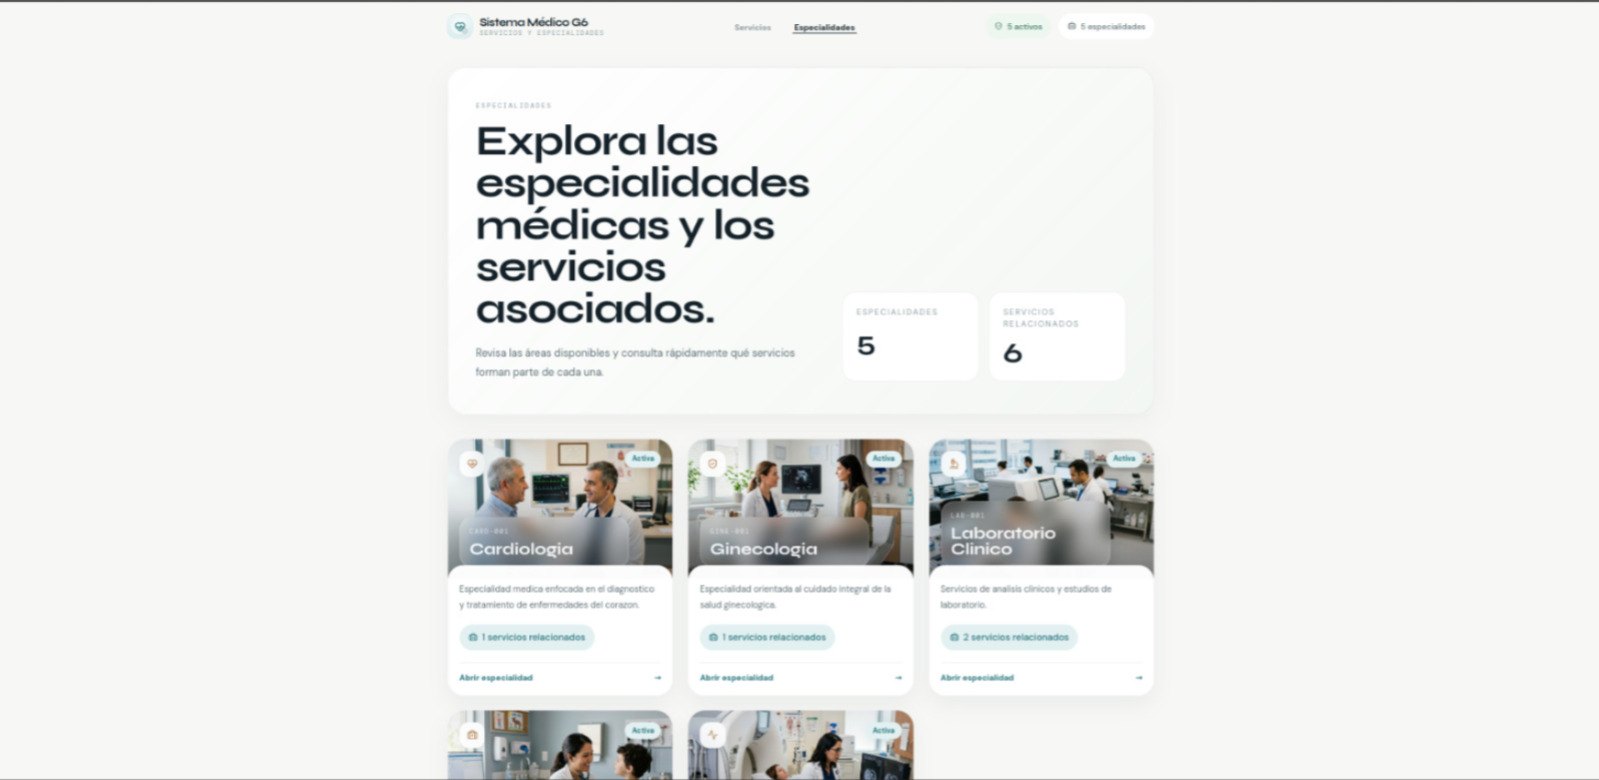 Sistema Médico G6
SERVICIOS Y ESPECIALIDADES
Servicios
Especialidades
5 activos
5 especialidades
ESPECIALIDADES
Explora las
especialidades
médicas y los
servicios
asociados.
Revisa las áreas disponibles y consulta rápidamente qué servicios
forman parte de cada una.
ESPECIALIDADES
5
SERVICIOS
RELACIONADOS
6
Activa
CARD-001
Cardiologia
Especialidad medica enfocada en el diagnostico
y tratamiento de enfermedades del corazon.
1 servicios relacionados
Abrir especialidad →
Activa
GINE-001
Ginecologia
Especialidad orientada al cuidado integral de la
salud ginecologica.
1 servicios relacionados
Abrir especialidad →
Activa
LAB-001
Laboratorio
Clinico
Servicios de analisis clinicos y estudios de
laboratorio.
2 servicios relacionados
Abrir especialidad →
Activa
Activa